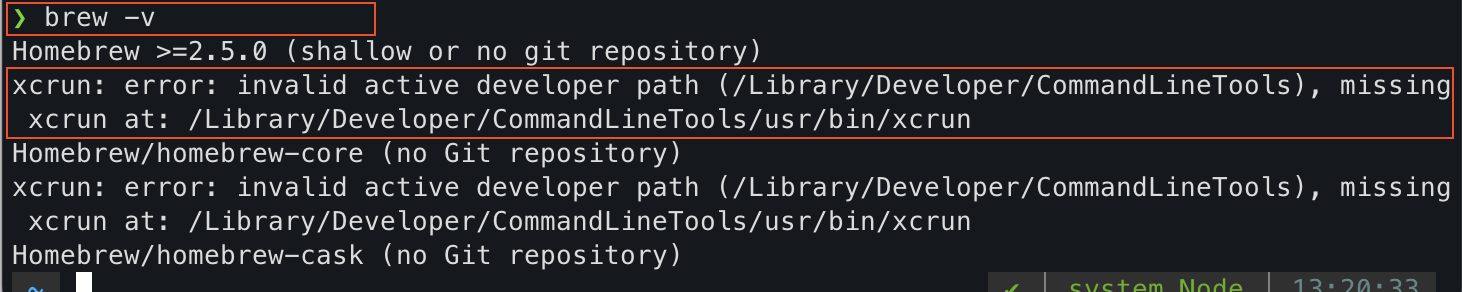 ❯ brew -v
Homebrew >=2.5.0 (shallow or no git repository)
xcrun: error: invalid active developer path (/Library/Developer/CommandLineTools), missing
xcrun at: /Library/Developer/CommandLineTools/usr/bin/xcrun
Homebrew/homebrew-core (no Git repository)
xcrun: error: invalid active developer path (/Library/Developer/CommandLineTools), missing
xcrun at: /Library/Developer/CommandLineTools/usr/bin/xcrun
Homebrew/homebrew-cask (no Git repository)
~ ✔ │ system Node │ 13:20:33